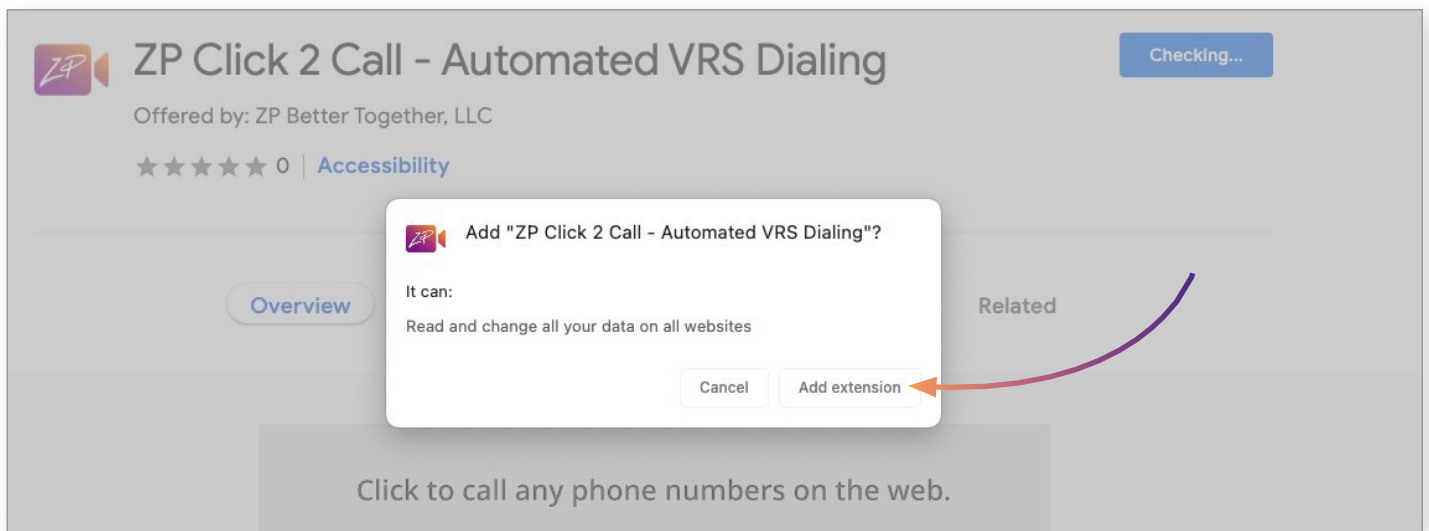 ZP Click 2 Call - Automated VRS Dialing
Checking...
Offered by: ZP Better Together, LLC
0 | Accessibility
ZP
Add "ZP Click 2 Call - Automated VRS Dialing"?
ZP
It can:
Read and change all your data on all websites
Cancel
Add extension
Overview
Related
Click to call any phone numbers on the web.